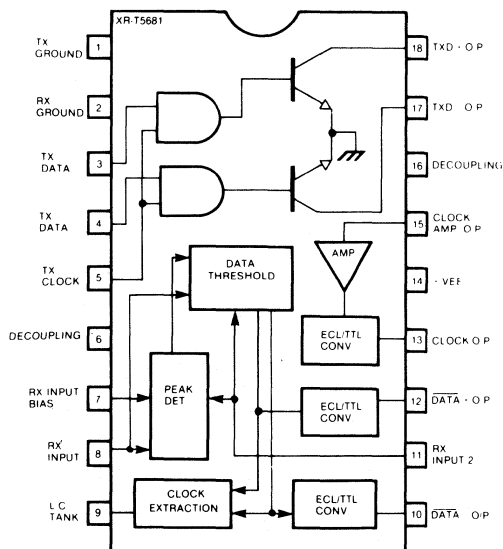 XR-T5681
TX
GROUND
1
RX
GROUND
2
TX
DATA
3
TX
DATA
4
TX
CLOCK
5
DECOUPLING
6
RX INPUT
BIAS
7
RX
INPUT
8
LC
TANK
9
DATA
THRESHOLD
PEAK
DET
CLOCK
EXTRACTION
AMP
ECL/TTL
CONV
ECL/TTL
CONV
ECL/TTL
CONV
18
TXD - O P
17
TXD O P
16
DECOUPLING
15
CLOCK
AMP O P
14
- VEE
13
CLOCK O P
12
DATA - O P
11
RX
INPUT 2
10
DATA O/P